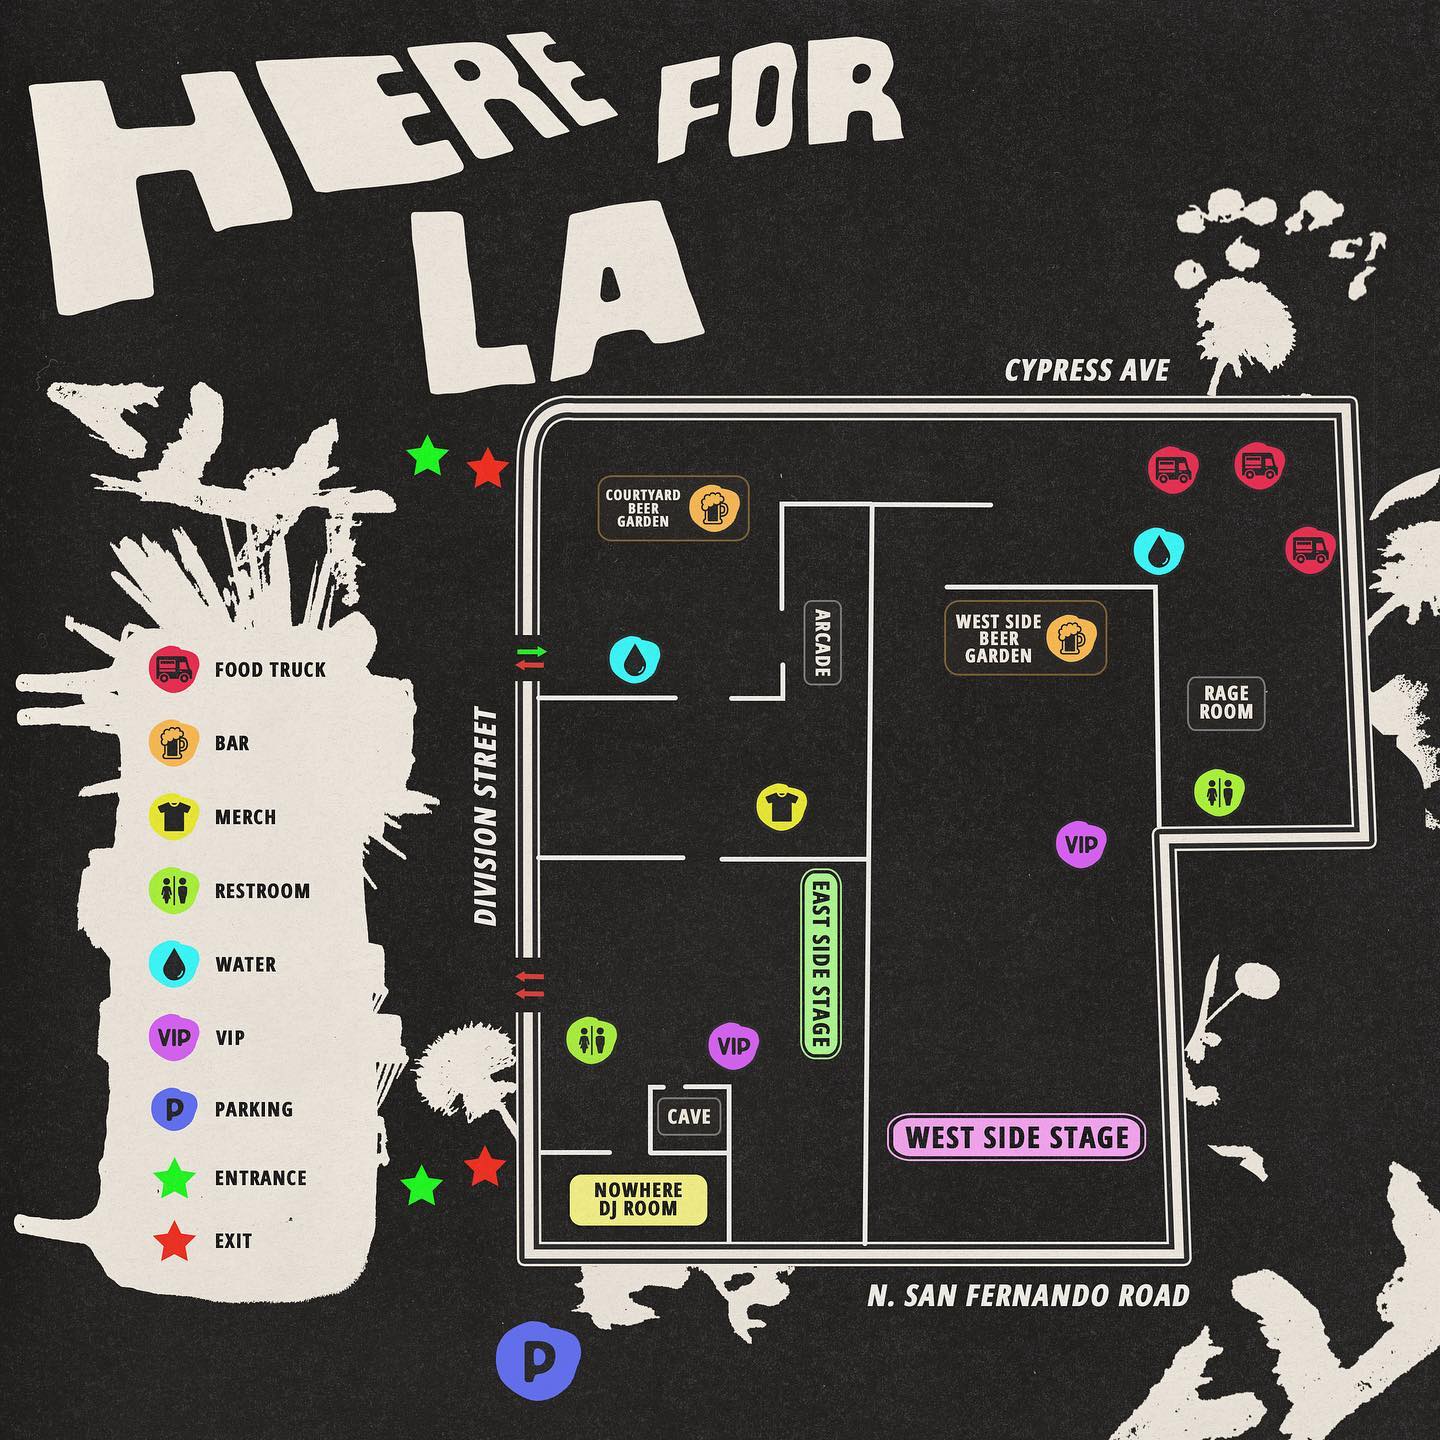 HERE FOR
LA
CYPRESS AVE
COURTYARD
BEER
GARDEN
ARCADE
WEST SIDE
BEER
GARDEN
RAGE
ROOM
DIVISION STREET
VIP
EAST SIDE STAGE
VIP
CAVE
WEST SIDE STAGE
NOWHERE
DJ ROOM
N. SAN FERNANDO ROAD
P
FOOD TRUCK
BAR
MERCH
RESTROOM
WATER
VIP VIP
P PARKING
ENTRANCE
EXIT